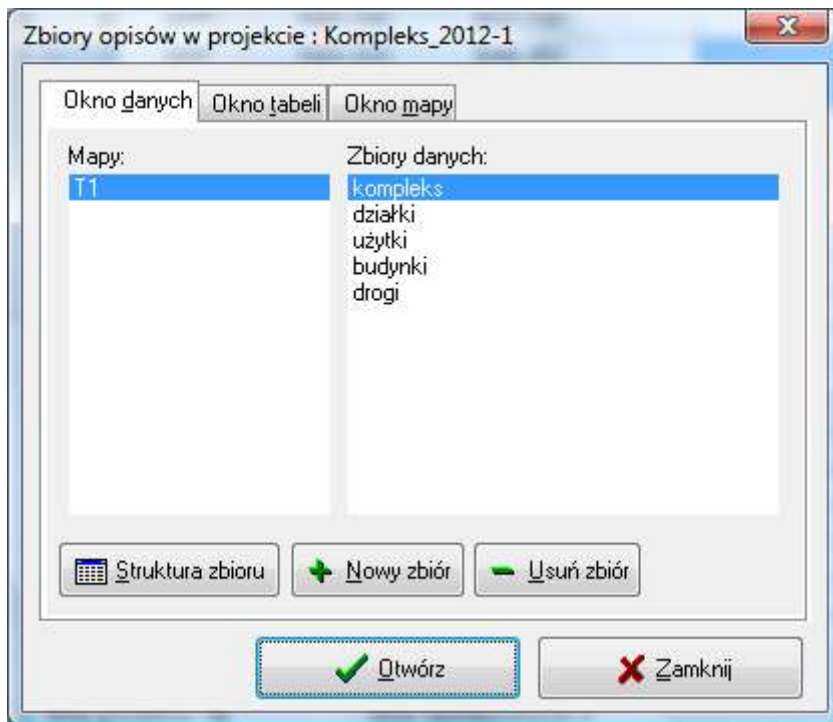 Zbiory opisów w projekcie : Kompleks_2012-1
Okno danych Okno tabeli Okno mapy
Mapy: Zbiory danych:
T1 kompleks
działki
użytki
budynki
drogi
Struktura zbioru Nowy zbiór Usuń zbiór
Otwórz Zamknij